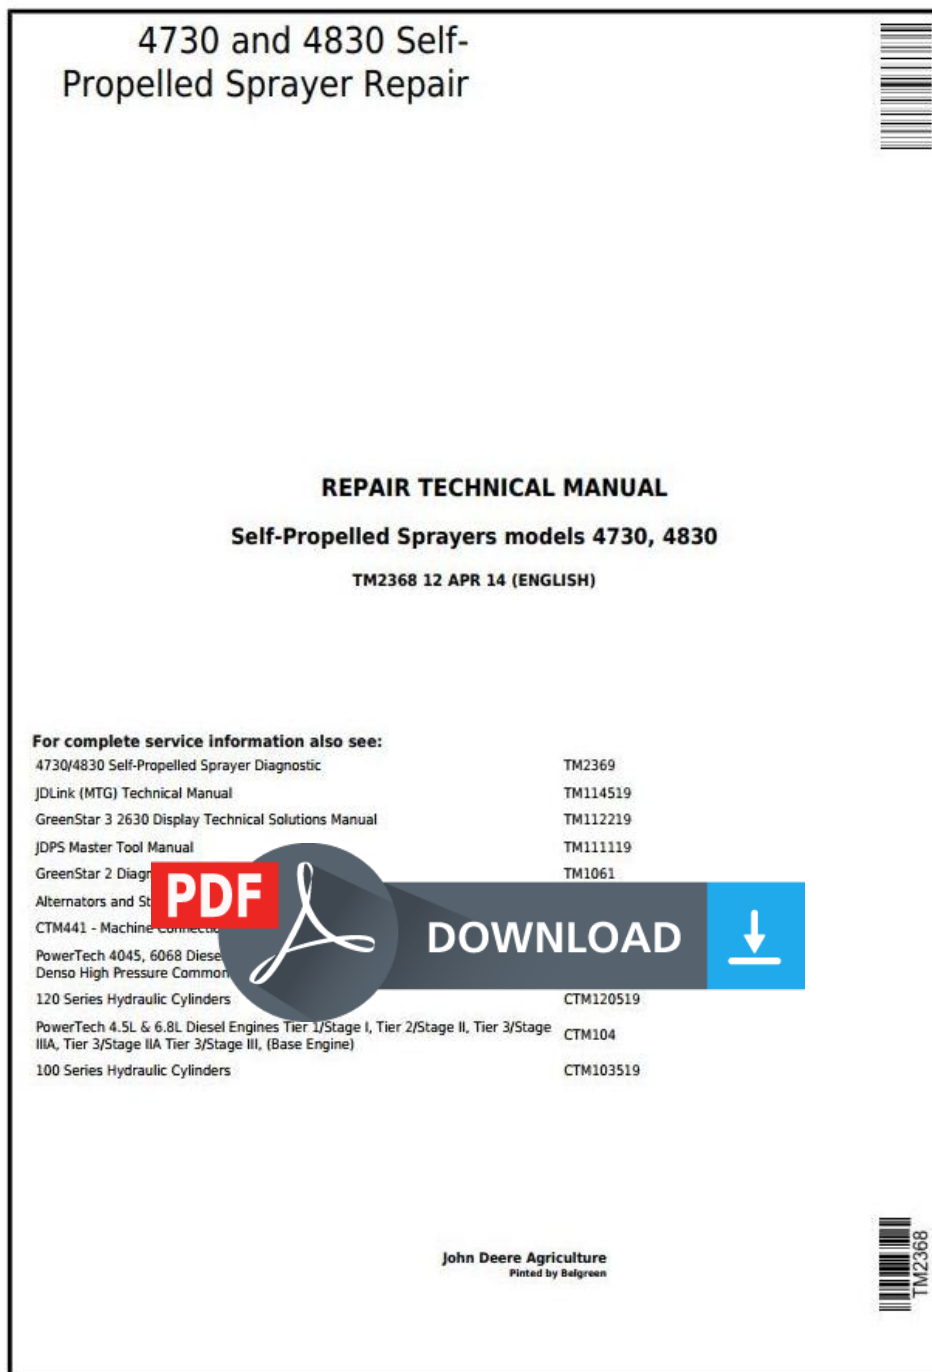 4730 and 4830 Self-
Propelled Sprayer Repair
REPAIR TECHNICAL MANUAL
Self-Propelled Sprayers models 4730, 4830
TM2368 12 APR 14 (ENGLISH)
For complete service information also see:
4730/4830 Self-Propelled Sprayer Diagnostic TM2369
JDLink (MTG) Technical Manual TM114519
GreenStar 3 2630 Display Technical Solutions Manual TM112219
JDPS Master Tool Manual TM111119
GreenStar 2 TM1061
Alternators and
CTM441 - Machine
PDF
DOWNLOAD
PowerTech 4045, 6068
Denso High Pressure Common
120 Series Hydraulic Cylinders CTM120519
PowerTech 4.5L & 6.8L Diesel Engines Tier 1/Stage I, Tier 2/Stage II, Tier 3/Stage
IIIA, Tier 3/Stage IIA Tier 3/Stage III, (Base Engine) CTM104
100 Series Hydraulic Cylinders CTM103519
John Deere Agriculture
Pinted by Belgreen
TM2368